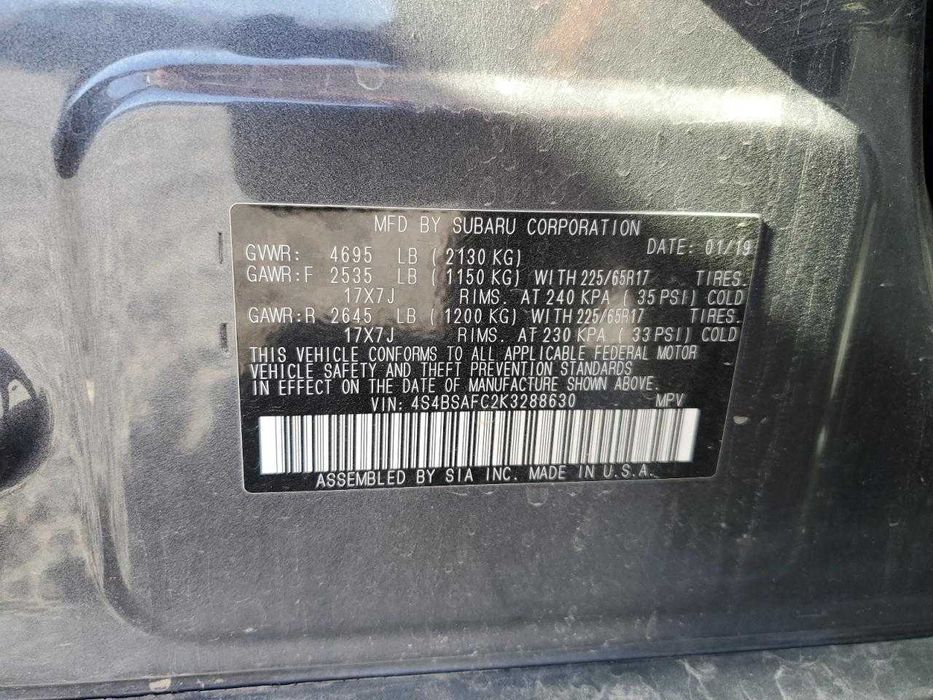 MFD BY SUBARU CORPORATION
DATE: 01/19
GVWR: 4695 LB (2130 KG)
GAWR:F 2535 LB (1150 KG) WITH 225/65R17 TIRES.
17X7J RIMS. AT 240 KPA (35 PSI) COLD
GAWR:R 2645 LB (1200 KG) WITH 225/65R17 TIRES.
17X7J RIMS. AT 230 KPA (33 PSI) COLD
THIS VEHICLE CONFORMS TO ALL APPLICABLE FEDERAL MOTOR
VEHICLE SAFETY AND THEFT PREVENTION STANDARDS
IN EFFECT ON THE DATE OF MANUFACTURE SHOWN ABOVE.
VIN: 4S4BSAFC2K3288630 MPV
ASSEMBLED BY SIA INC. MADE IN U.S.A.